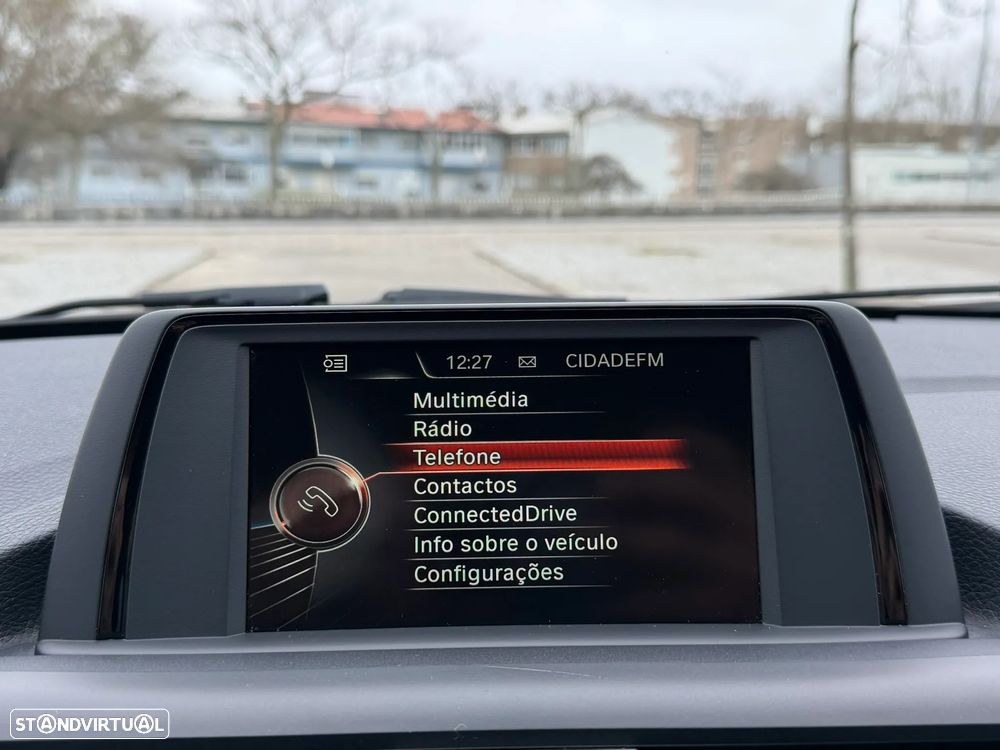 12:27 CIDADEFM
Multimédia
Rádio
Telefone
Contactos
ConnectedDrive
Info sobre o veículo
Configurações
STANDVIRTUAL